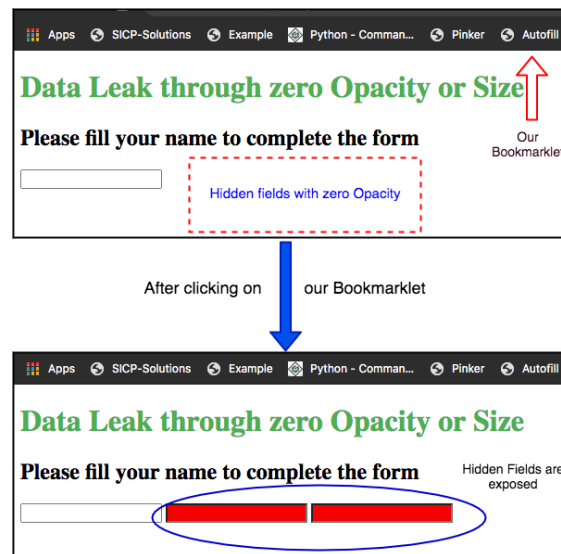 Apps SICP-Solutions Example Python - Comman... Pinker Autofill
Data Leak through zero Opacity or Size
Please fill your name to complete the form
Our
Bookmarklet
Hidden fields with zero Opacity
After clicking on our Bookmarklet
Apps SICP-Solutions Example Python - Comman... Pinker Autofill
Data Leak through zero Opacity or Size
Please fill your name to complete the form
Hidden Fields are
exposed